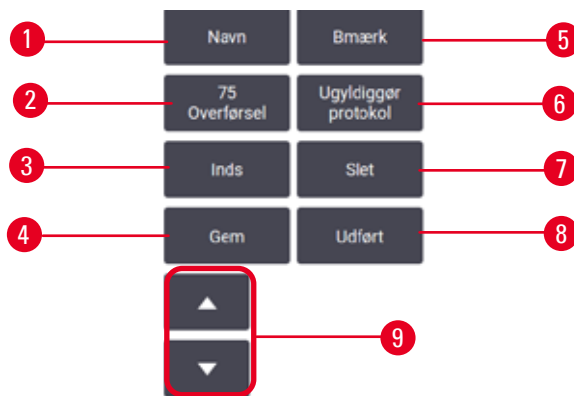 1
Navn
Bmærk
5
2
75
Overførsel
Ugyldiggør
protokol
6
3
Inds
Slet
7
4
Gem
Udført
8
9